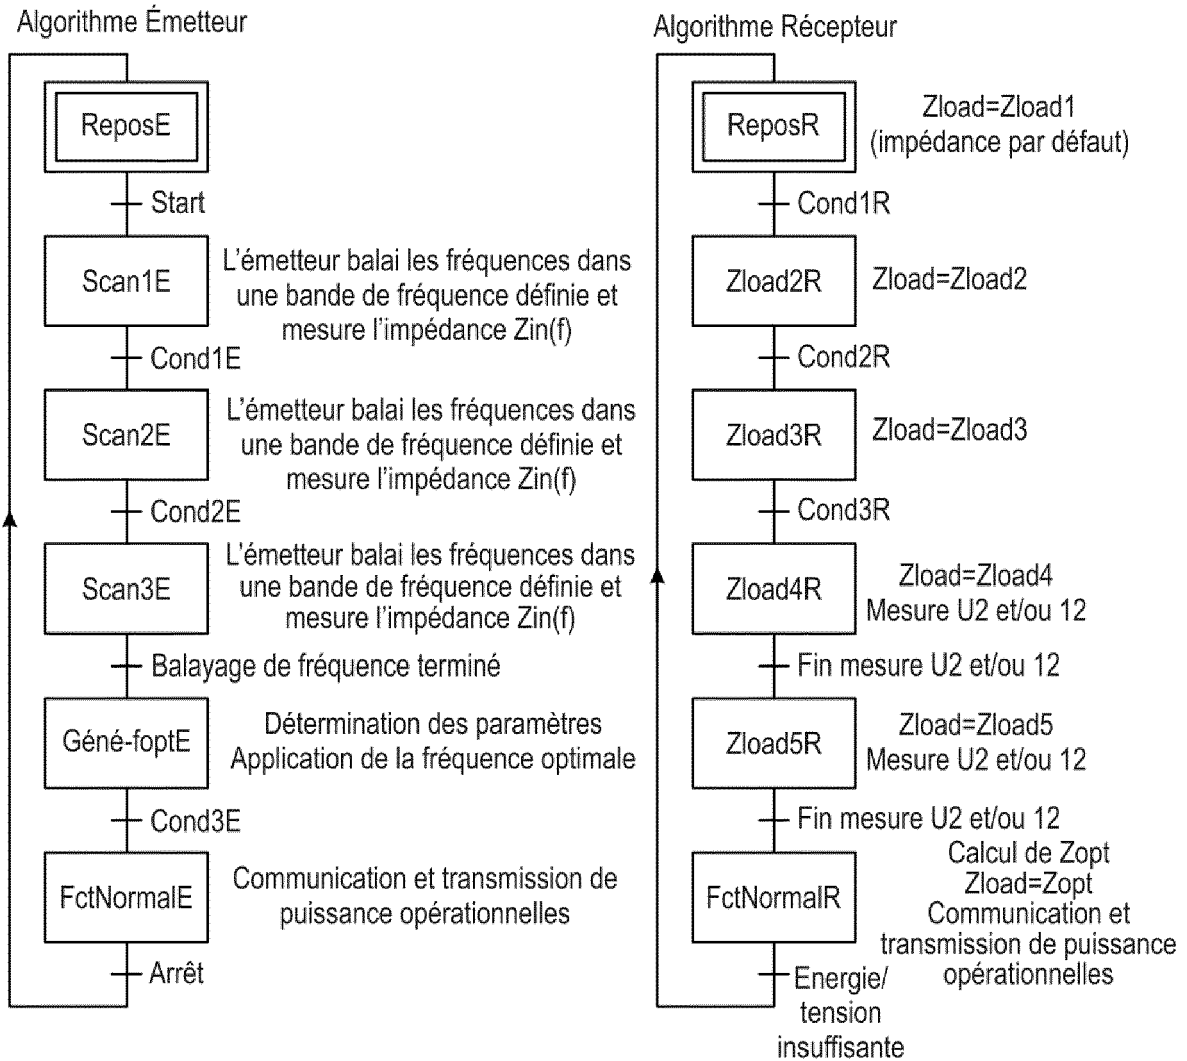 Algorithme Émetteur
ReposE
Start
Scan1E
L'émetteur balai les fréquences dans
une bande de fréquence définie et
mesure l'impédance Zin(f)
Cond1E
Scan2E
L'émetteur balai les fréquences dans
une bande de fréquence définie et
mesure l'impédance Zin(f)
Cond2E
Scan3E
L'émetteur balai les fréquences dans
une bande de fréquence définie et
mesure l'impédance Zin(f)
Balayage de fréquence terminé
Géné-foptE
Détermination des paramètres
Application de la fréquence optimale
Cond3E
FctNormalE
Communication et transmission de
puissance opérationnelles
Arrêt
Algorithme Récepteur
ReposR
Zload=Zload1
(impédance par défaut)
Cond1R
Zload2R
Zload=Zload2
Cond2R
Zload3R
Zload=Zload3
Cond3R
Zload4R
Zload=Zload4
Mesure U2 et/ou 12
Fin mesure U2 et/ou 12
Zload5R
Zload=Zload5
Mesure U2 et/ou 12
Fin mesure U2 et/ou 12
FctNormalR
Calcul de Zopt
Zload=Zopt
Communication et
transmission de puissance
opérationnelles
Energie/
tension
insuffisante